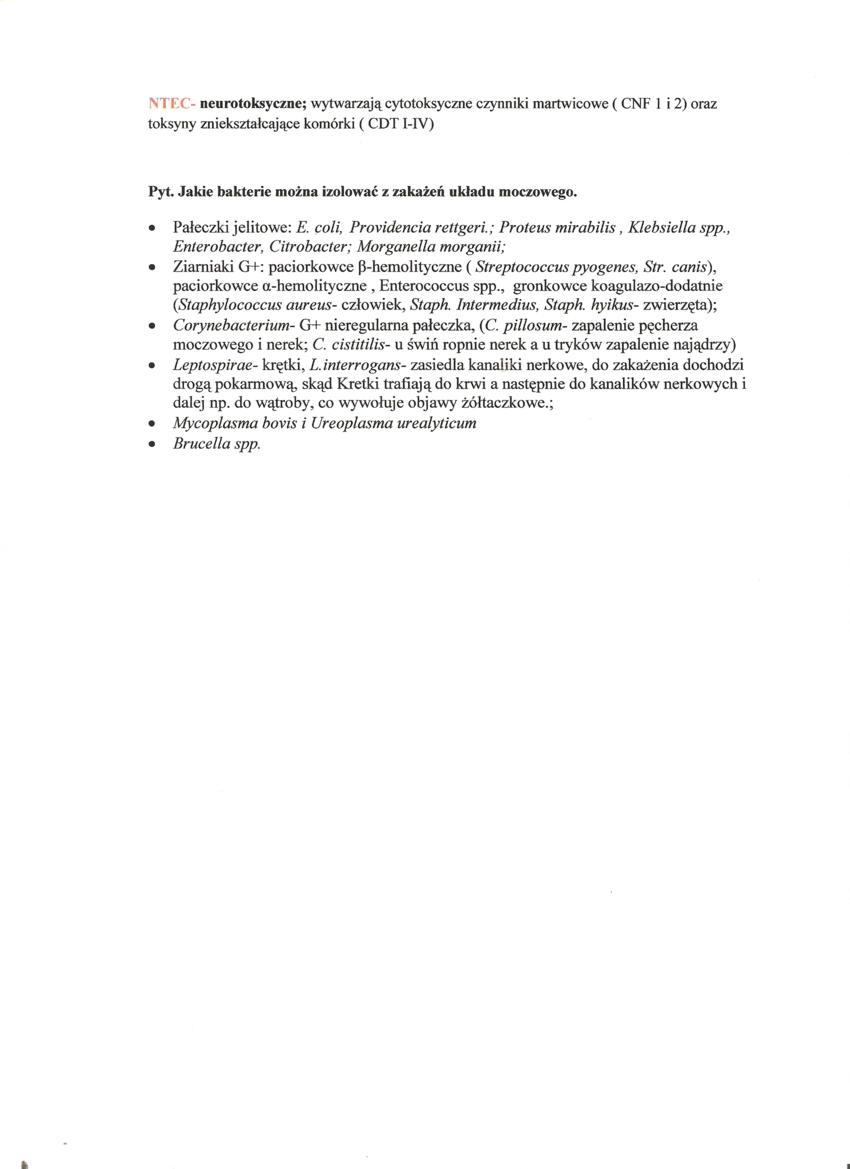 NTEC- neurotoksyczne; wytwarzają cytotoksyczne czynniki martwicowe ( CNF 1 i 2) oraz
toksyny zniekształcające komórki ( CDT I-IV)
Pyt. Jakie bakterie można izolować z zakażeń układu moczowego.
• Pałeczki jelitowe: E. coli, Providencia rettgeri.; Proteus mirabilis , Klebsiella spp.,
Enterobacter, Citrobacter; Morganella morganii;
• Ziarniaki G+: paciorkowce β-hemolityczne ( Streptococcus pyogenes, Str. canis),
paciorkowce α-hemolityczne , Enterococcus spp., gronkowce koagulazo-dodatnie
(Staphylococcus aureus- człowiek, Staph. Intermedius, Staph. hyikus- zwierzęta);
• Corynebacterium- G+ nieregularna pałeczka, (C. pillosum- zapalenie pęcherza
moczowego i nerek; C. cistitilis- u świń ropnie nerek a u tryków zapalenie najądrzy)
• Leptospirae- krętki, L.interrogans- zasiedla kanaliki nerkowe, do zakażenia dochodzi
drogą pokarmową, skąd Kretki trafiają do krwi a następnie do kanalików nerkowych i
dalej np. do wątroby, co wywołuje objawy żółtaczkowe.;
• Mycoplasma bovis i Ureoplasma urealyticum
• Brucella spp.